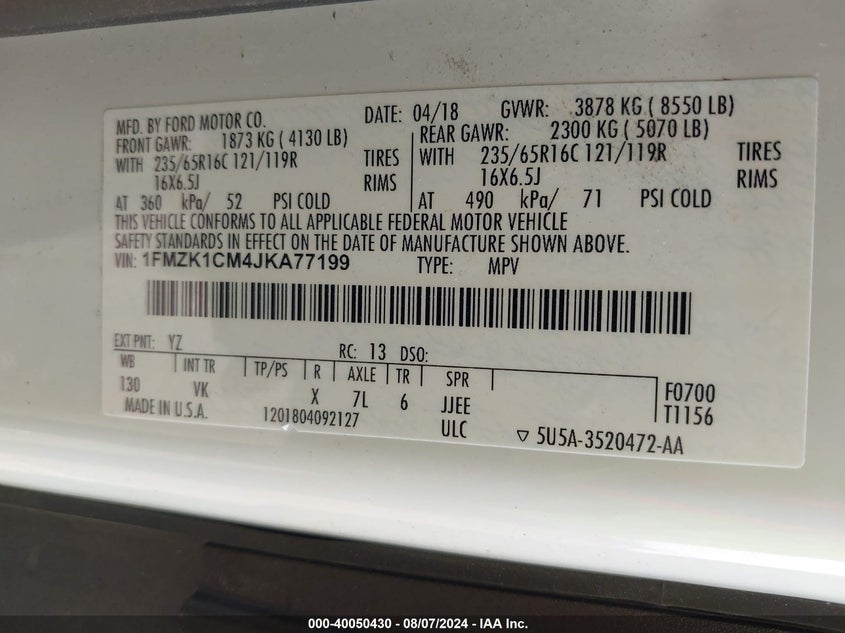 MFD. BY FORD MOTOR CO. DATE: 04/18 GVWR: 3878 KG ( 8550 LB)
FRONT GAWR: 1873 KG ( 4130 LB) REAR GAWR: 2300 KG ( 5070 LB)
WITH 235/65R16C 121/119R TIRES WITH 235/65R16C 121/119R TIRES
16X6.5J RIMS 16X6.5J RIMS
AT 360 kPa/ 52 PSI COLD AT 490 kPa/ 71 PSI COLD
THIS VEHICLE CONFORMS TO ALL APPLICABLE FEDERAL MOTOR VEHICLE
SAFETY STANDARDS IN EFFECT ON THE DATE OF MANUFACTURE SHOWN ABOVE.
VIN: 1FMZK1CM4JKA77199 TYPE: MPV
EXT PNT: YZ RC: 13 DSO:
WB INT TR TP/PS R AXLE TR SPR
130 VK X 7L 6 JJEE F0700
MADE IN U.S.A. 1201804092127 ULC T1156
5U5A-3520472-AA
000-40050430 - 08/07/2024 - IAA Inc.